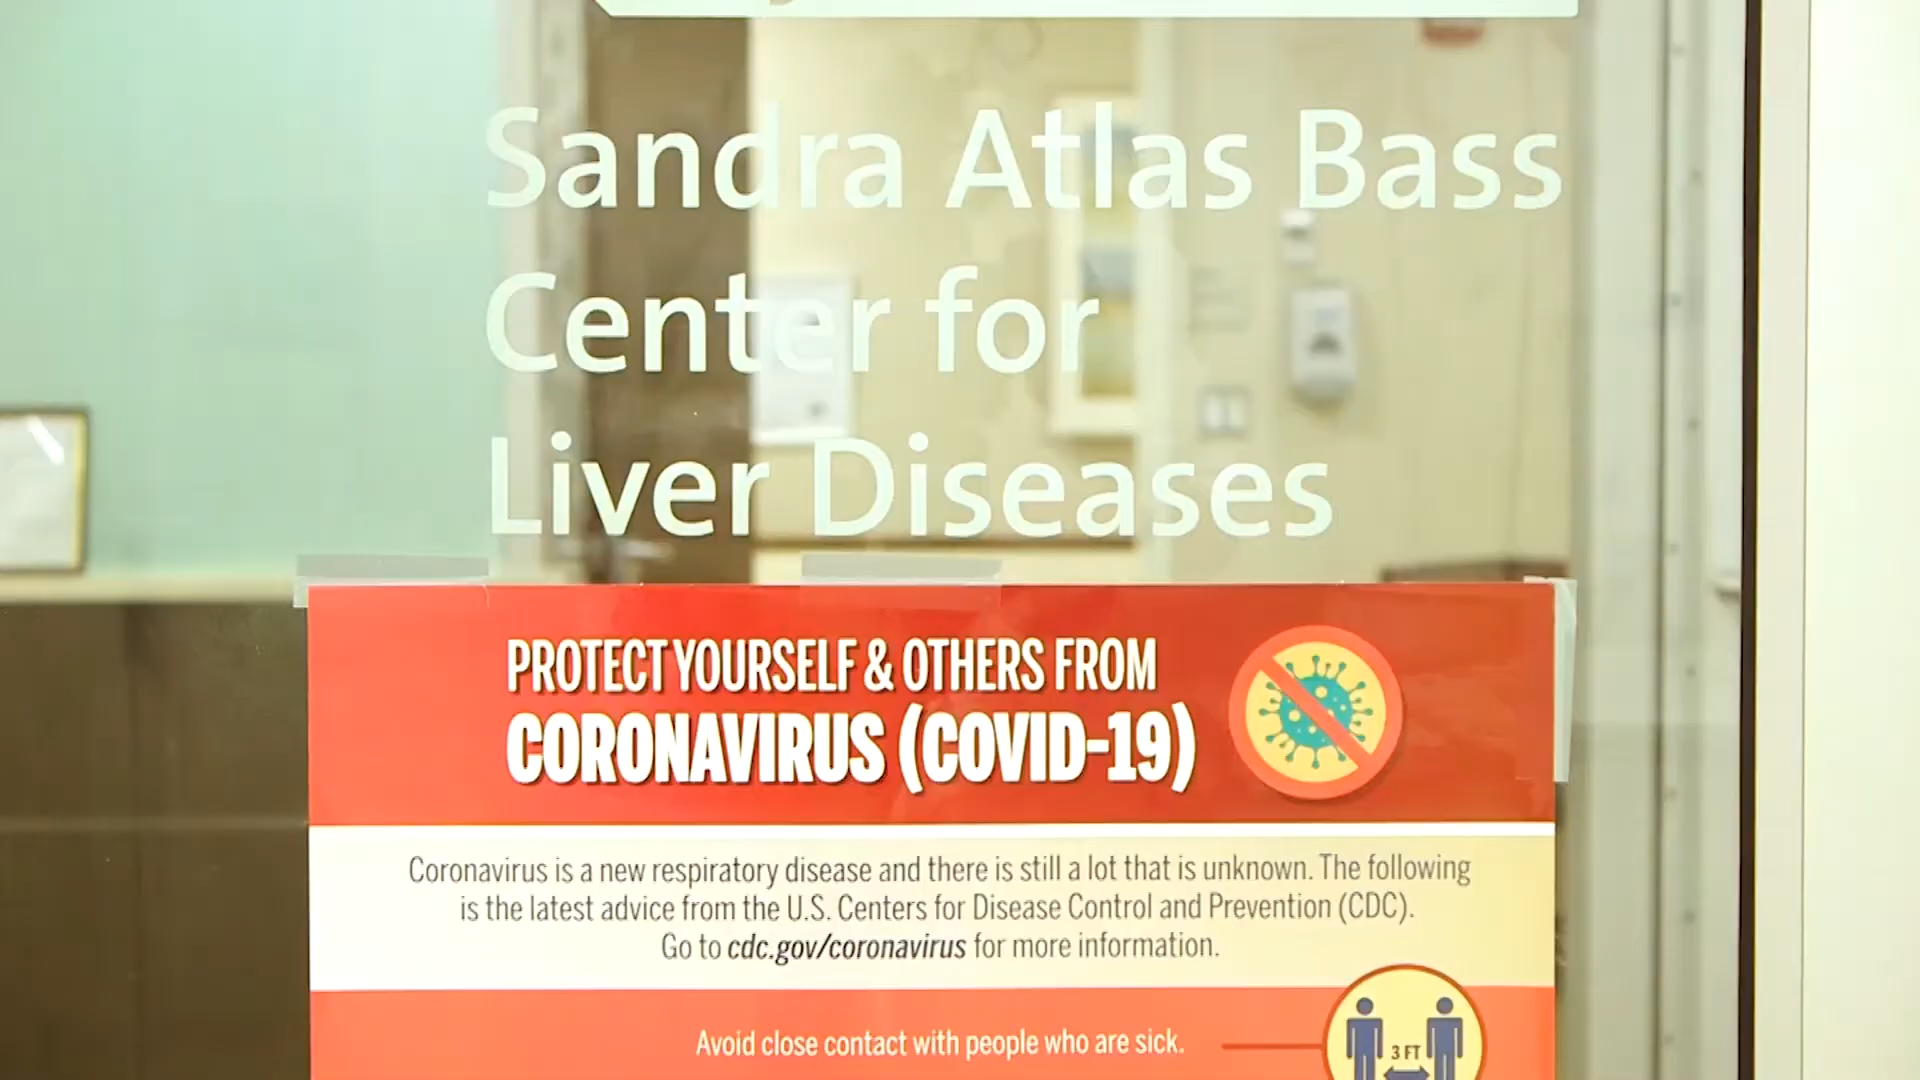 Sandra Atlas Bass
Center for
Liver Diseases
PROTECT YOURSELF & OTHERS FROM
CORONAVIRUS (COVID-19)
Coronavirus is a new respiratory disease and there is still a lot that is unknown. The following
is the latest advice from the U.S. Centers for Disease Control and Prevention (CDC).
Go to cdc.gov/coronavirus for more information.
Avoid close contact with people who are sick.
3 FT